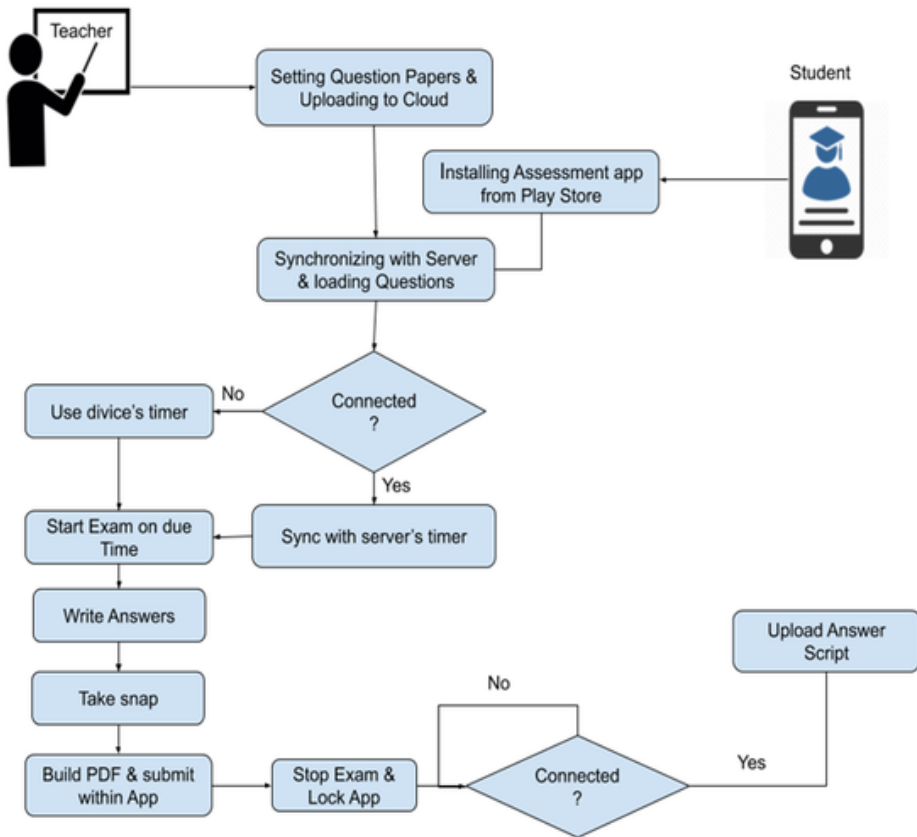 Teacher
Setting Question Papers &
Uploading to Cloud
Student
Installing Assessment app
from Play Store
Synchronizing with Server
& loading Questions
Connected
?
No
Use divice's timer
Yes
Sync with server's timer
Start Exam on due
Time
Write Answers
Take snap
Build PDF & submit
within App
Stop Exam &
Lock App
No
Connected
?
Yes
Upload Answer
Script